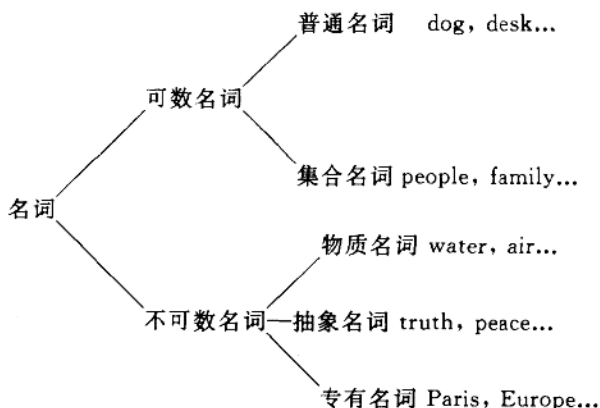 普通名词 dog, desk...
可数名词
集合名词 people, family...
名词
物质名词 water, air...
不可数名词—抽象名词 truth, peace...
专有名词 Paris, Europe...